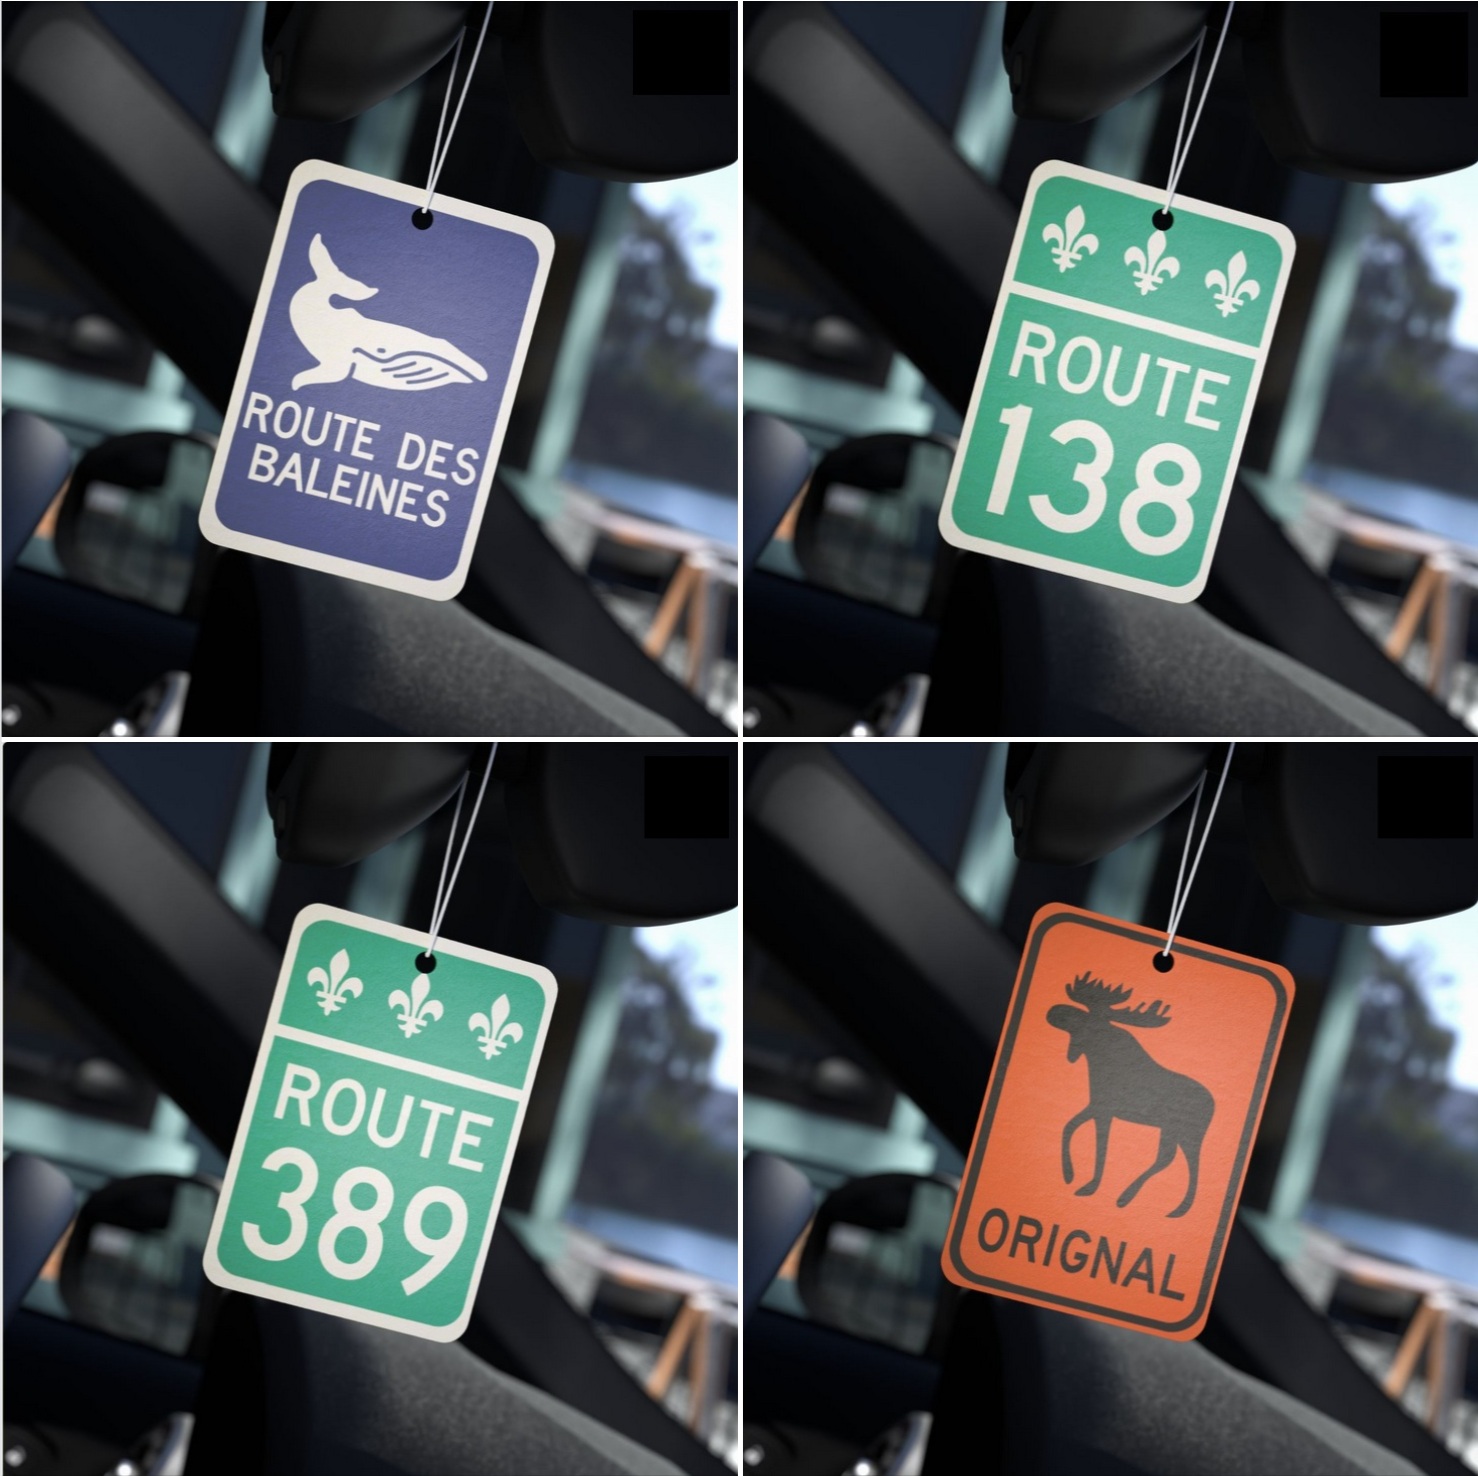 ROUTE DES
BALEINES
ROUTE
138
ROUTE
389
ORIGNAL